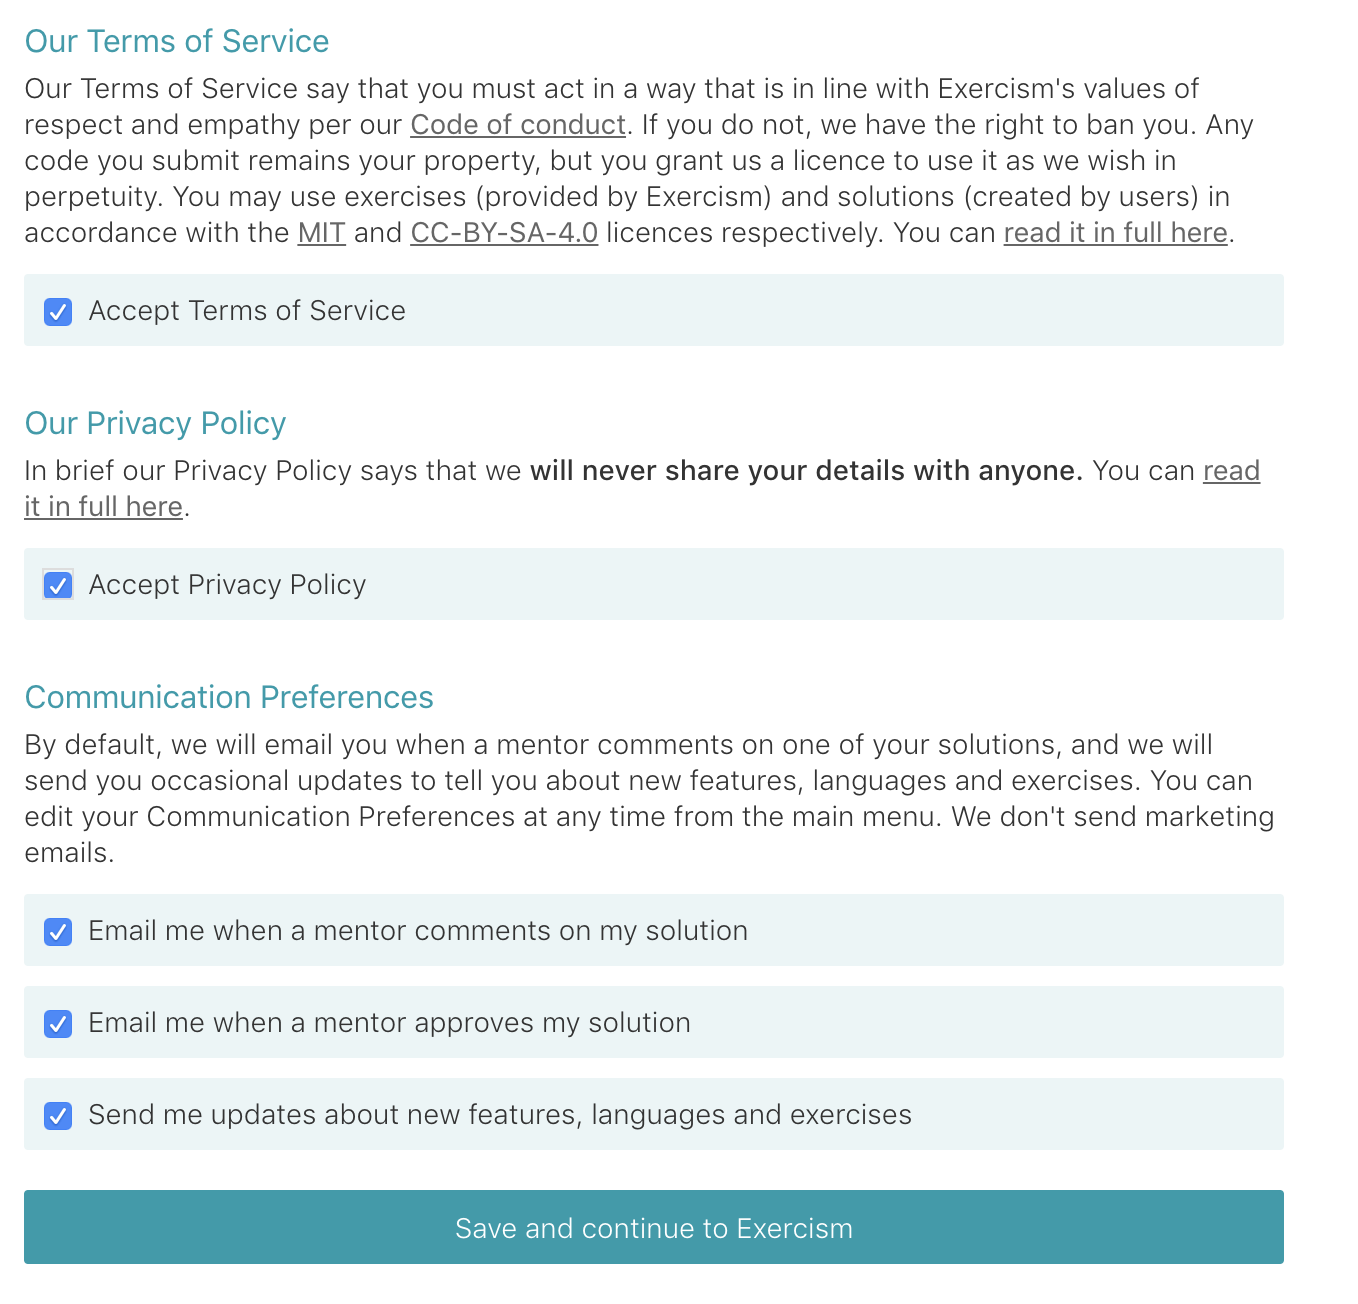 Our Terms of Service
Our Terms of Service say that you must act in a way that is in line with Exercism's values of
respect and empathy per our Code of conduct. If you do not, we have the right to ban you. Any
code you submit remains your property, but you grant us a licence to use it as we wish in
perpetuity. You may use exercises (provided by Exercism) and solutions (created by users) in
accordance with the MIT and CC-BY-SA-4.0 licences respectively. You can read it in full here.
Accept Terms of Service
Our Privacy Policy
In brief our Privacy Policy says that we will never share your details with anyone. You can read
it in full here.
Accept Privacy Policy
Communication Preferences
By default, we will email you when a mentor comments on one of your solutions, and we will
send you occasional updates to tell you about new features, languages and exercises. You can
edit your Communication Preferences at any time from the main menu. We don't send marketing
emails.
Email me when a mentor comments on my solution
Email me when a mentor approves my solution
Send me updates about new features, languages and exercises
Save and continue to Exercism